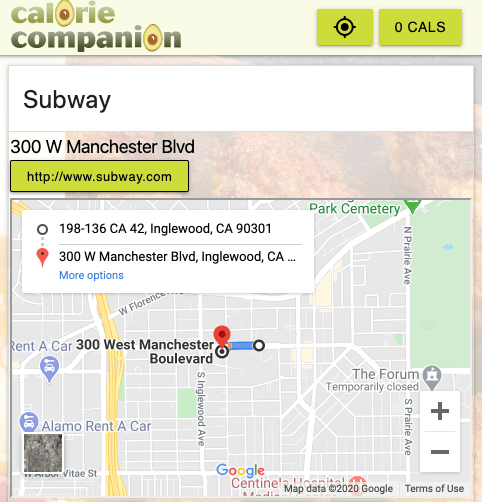 calorie
companion
0 CALS
Subway
300 W Manchester Blvd
http://www.subway.com
198-136 CA 42, Inglewood, CA 90301
300 W Manchester Blvd, Inglewood, CA ...
More options
Park Cemetery
N Prairie Ave
W Florence
300 West Manchester
Boulevard
Rent A Car
S Inglewood Ave
The Forum
Temporarily closed
S Prairie Ave
Alamo Rent A Car
W Arbor Vitae St
Google
Centinela Hospital
Map data ©2020 Google
Terms of Use